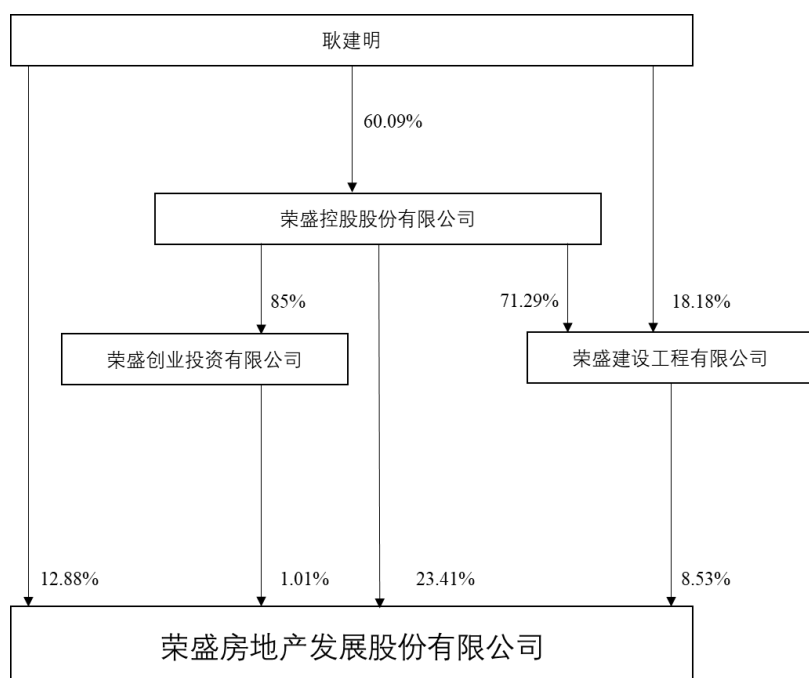 耿建明
60.09%
荣盛控股股份有限公司
85%
71.29%
18.18%
荣盛创业投资有限公司
荣盛建设工程有限公司
12.88%
1.01%
23.41%
8.53%
荣盛房地产发展股份有限公司